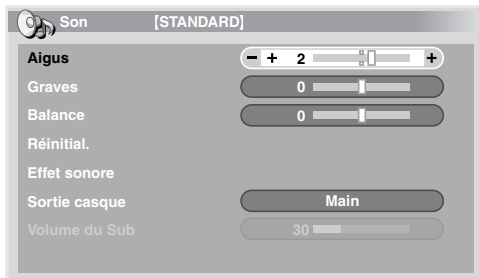 Son [STANDARD]
Aigus - + 2 +
Graves 0
Balance 0
Réinitial.
Effet sonore
Sortie casque Main
Volume du Sub 30